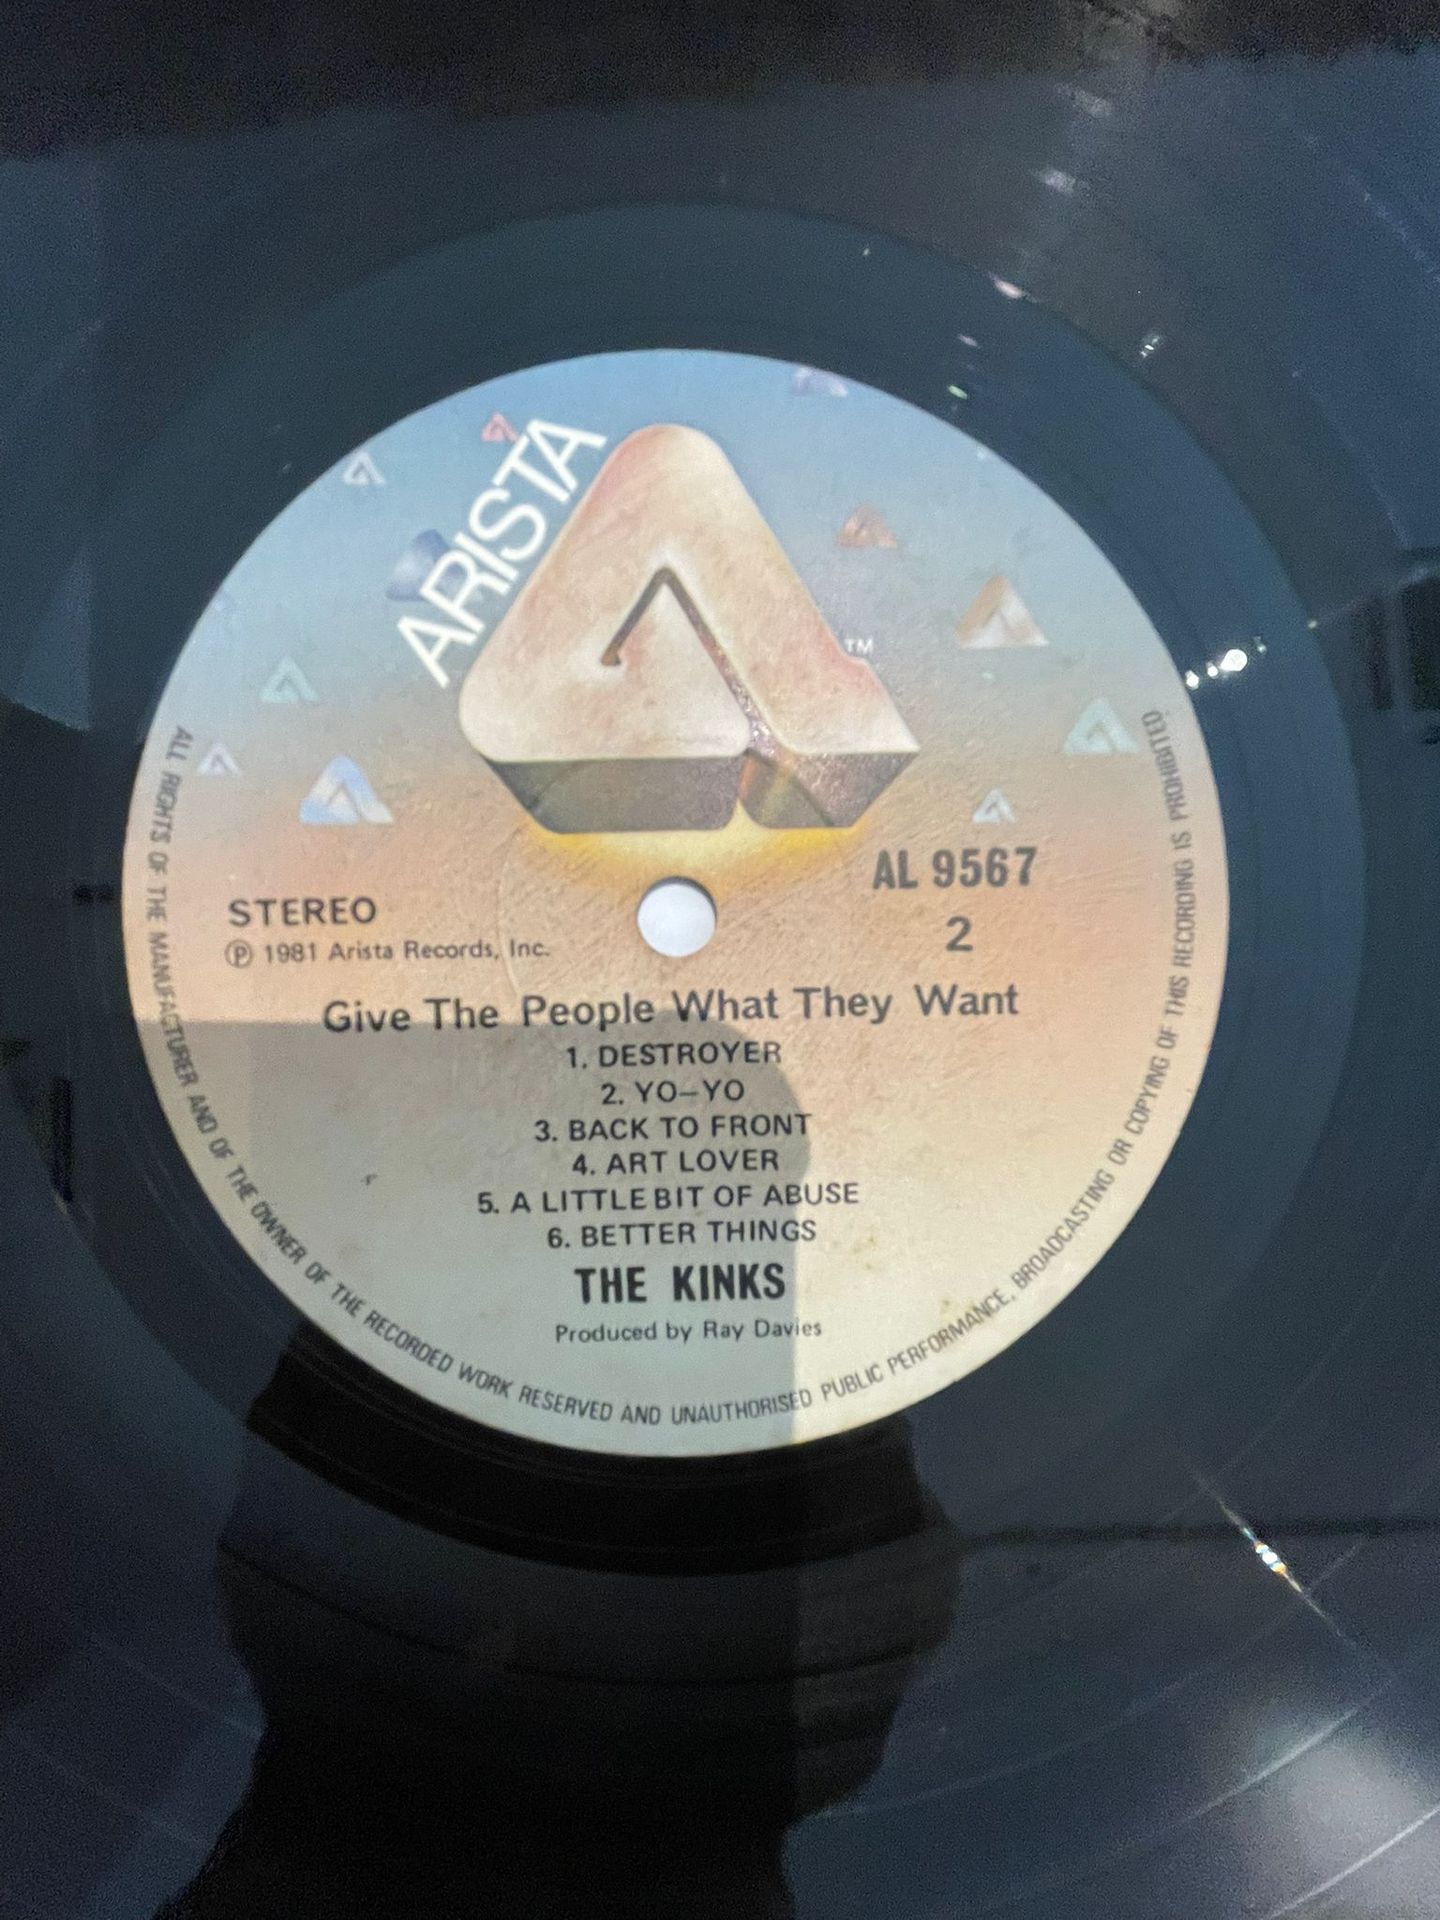 ARISTA
TM
AL 9567
STEREO
2
℗ 1981 Arista Records, Inc.
Give The People What They Want
1. DESTROYER
2. YO-YO
3. BACK TO FRONT
4. ART LOVER
5. A LITTLE BIT OF ABUSE
6. BETTER THINGS
THE KINKS
Produced by Ray Davies
ALL RIGHTS OF THE MANUFACTURER AND OF THE OWNER OF THE RECORDED WORK RESERVED AND UNAUTHORISED PUBLIC PERFORMANCE, BROADCASTING OR COPYING OF THIS RECORDING IS PROHIBITED.